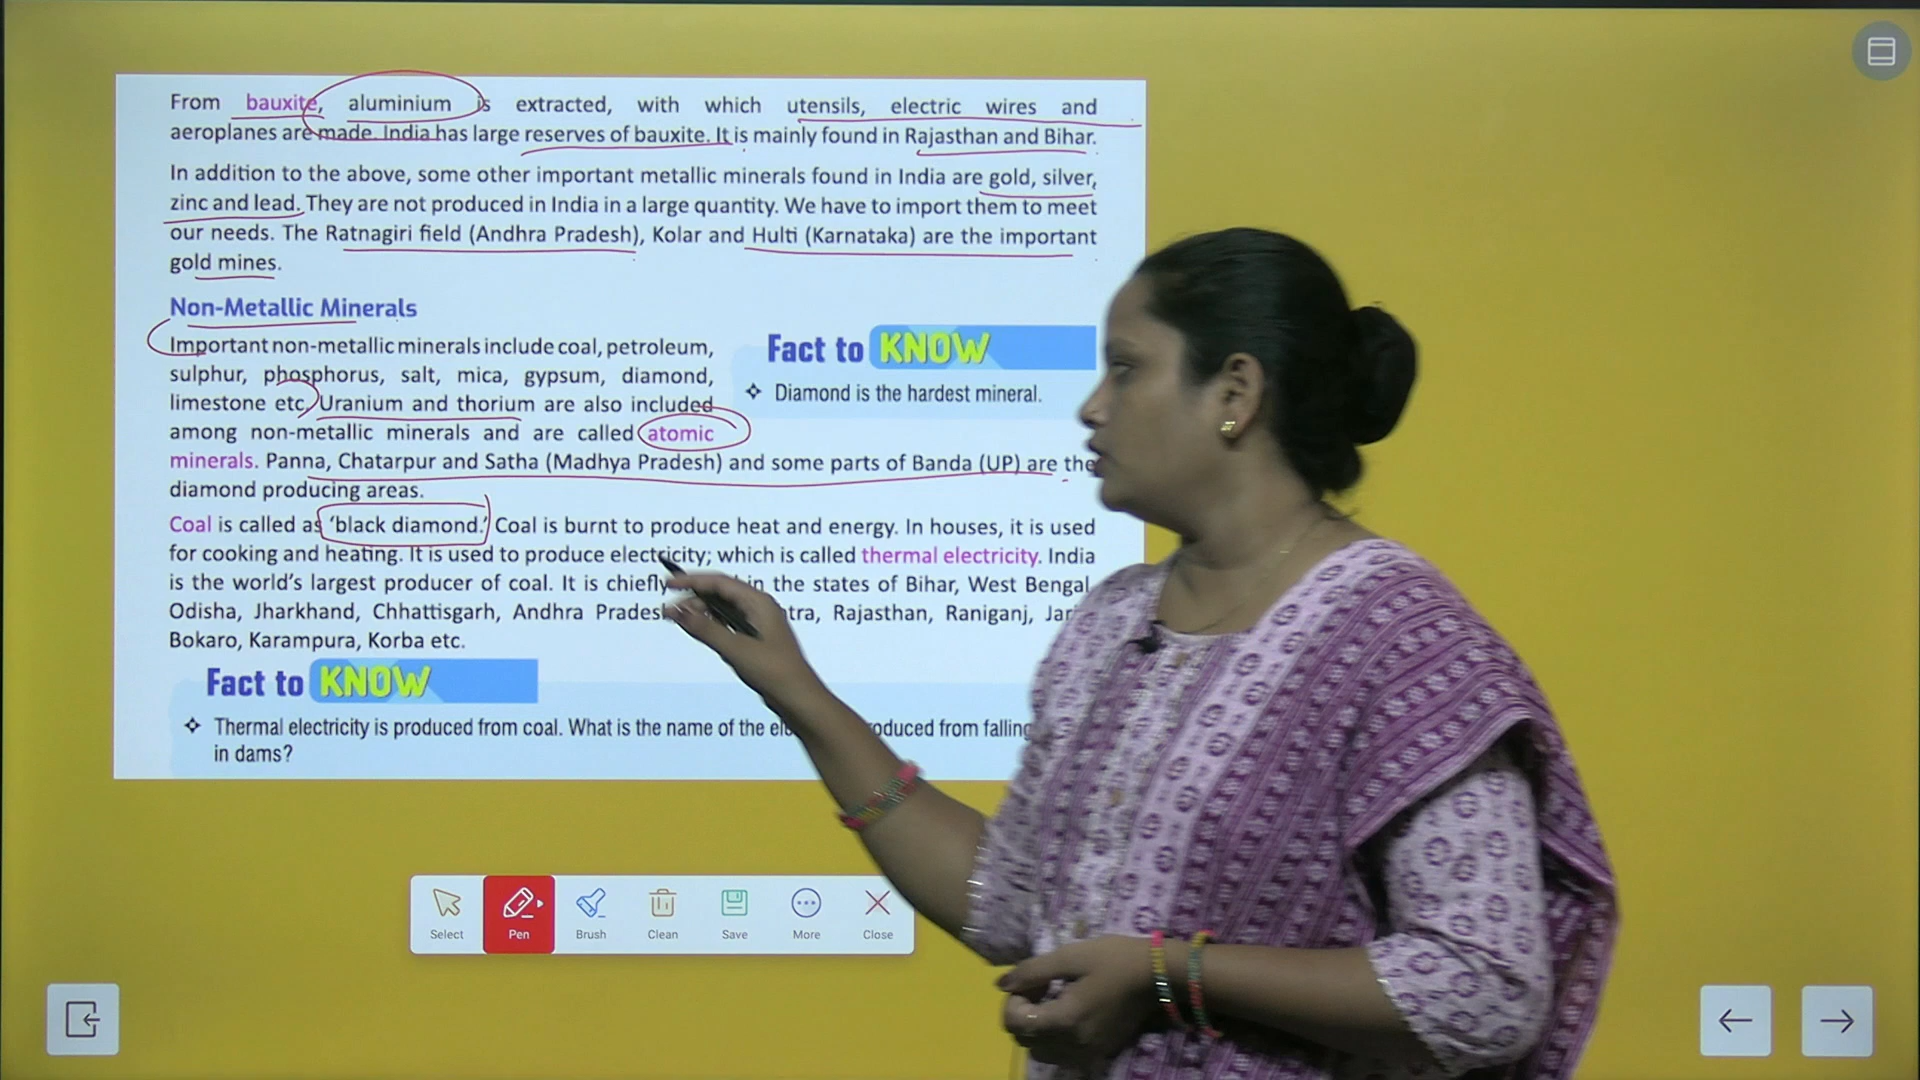 From bauxite, aluminium is extracted, with which utensils, electric wires and
aeroplanes are made. India has large reserves of bauxite. It is mainly found in Rajasthan and Bihar.
In addition to the above, some other important metallic minerals found in India are gold, silver,
zinc and lead. They are not produced in India in a large quantity. We have to import them to meet
our needs. The Ratnagiri field (Andhra Pradesh), Kolar and Hulti (Karnataka) are the important
gold mines.
Non-Metallic Minerals
Important non-metallic minerals include coal, petroleum,
sulphur, phosphorus, salt, mica, gypsum, diamond,
limestone etc. Uranium and thorium are also included
among non-metallic minerals and are called atomic
minerals. Panna, Chatarpur and Satha (Madhya Pradesh) and some parts of Banda (UP) are the
diamond producing areas.
Fact to KNOW
❖ Diamond is the hardest mineral.
Coal is called as 'black diamond.' Coal is burnt to produce heat and energy. In houses, it is used
for cooking and heating. It is used to produce electricity; which is called thermal electricity. India
is the world's largest producer of coal. It is chiefly in the states of Bihar, West Bengal,
Odisha, Jharkhand, Chhattisgarh, Andhra Rajasthan, Raniganj,
Bokaro, Karampura, Korba etc.
Fact to KNOW
❖ Thermal electricity is produced from coal. What is the name of the from falling
in dams?
Select Pen Brush Clean Save More Close